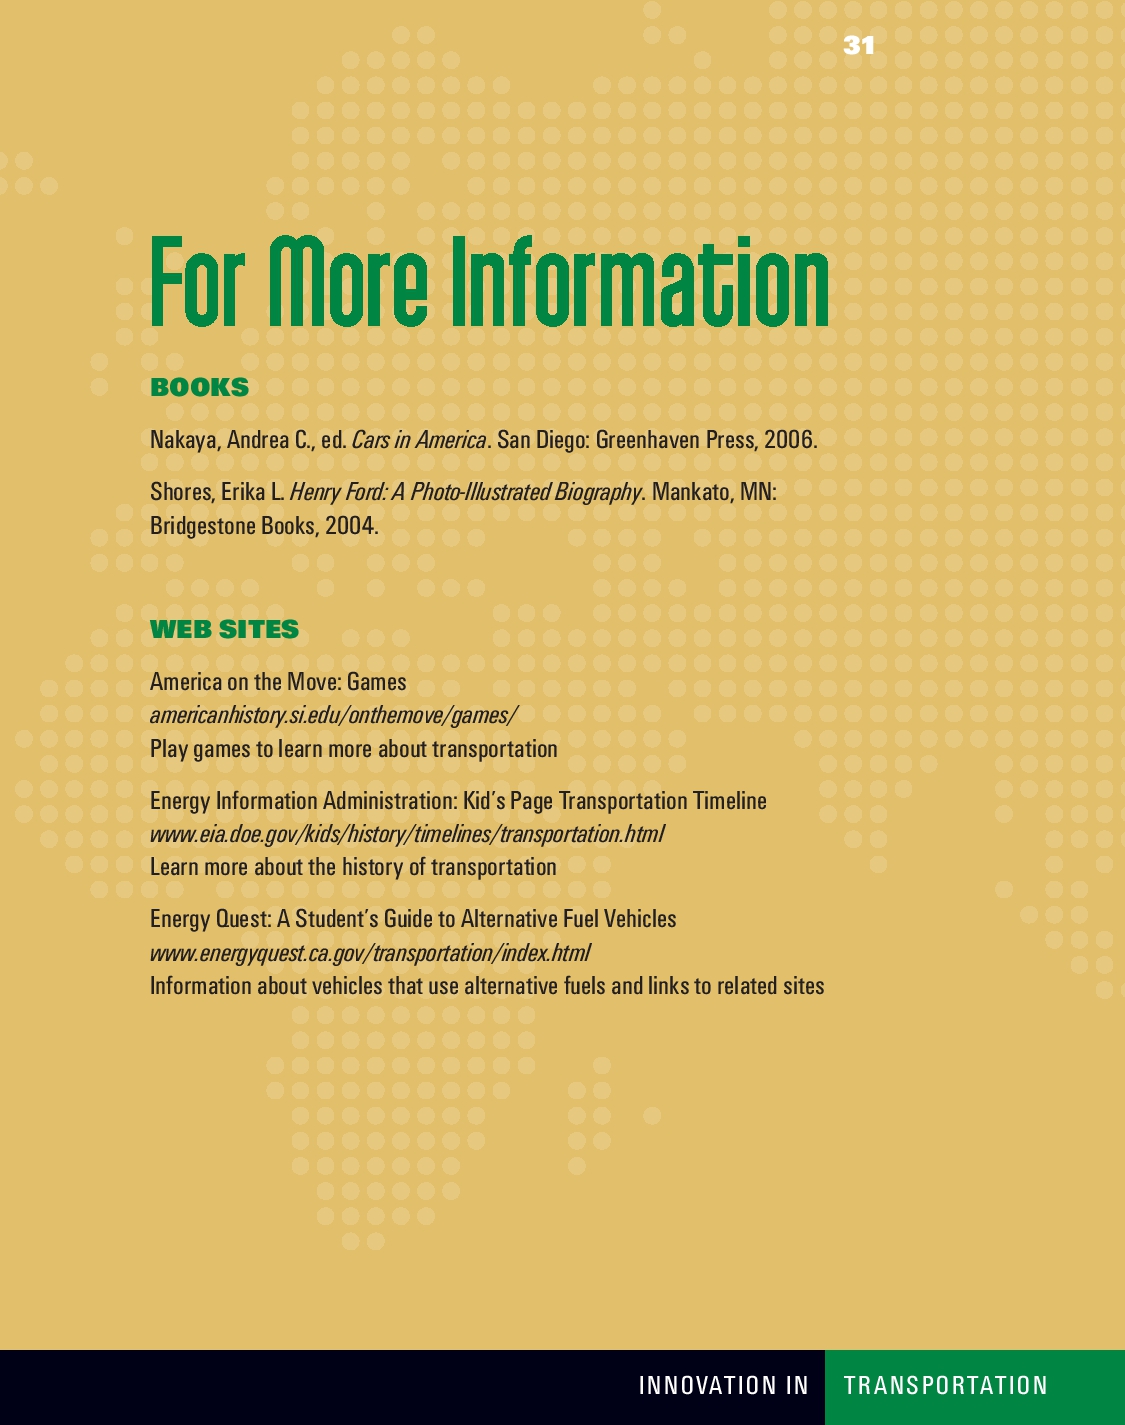 31
For More Information
BOOKS
Nakaya, Andrea C., ed. Cars in America. San Diego: Greenhaven Press, 2006.
Shores, Erika L. Henry Ford: A Photo-Illustrated Biography. Mankato, MN:
Bridgestone Books, 2004.
WEB SITES
America on the Move: Games
americanhistory.si.edu/onthemove/games/
Play games to learn more about transportation
Energy Information Administration: Kid’s Page Transportation Timeline
www.eia.doe.gov/kids/history/timelines/transportation.html
Learn more about the history of transportation
Energy Quest: A Student’s Guide to Alternative Fuel Vehicles
www.energyquest.ca.gov/transportation/index.html
Information about vehicles that use alternative fuels and links to related sites
INNOVATION IN TRANSPORTATION